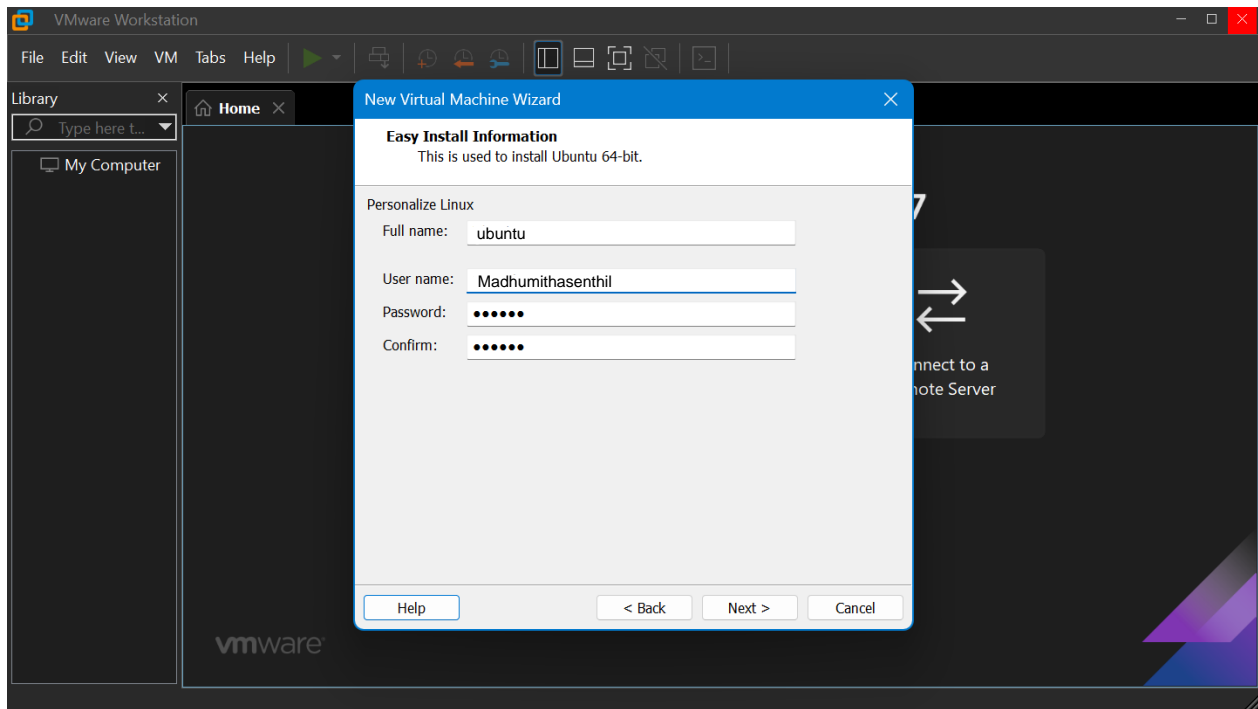 VMware Workstation
File Edit View VM Tabs Help
Library
Type here t...
My Computer
Home
New Virtual Machine Wizard
Easy Install Information
This is used to install Ubuntu 64-bit.
Personalize Linux
Full name: ubuntu
User name: Madhumithasenthil
Password: ••••••
Confirm: ••••••
7
nnect to a
note Server
Help < Back Next > Cancel
vmware